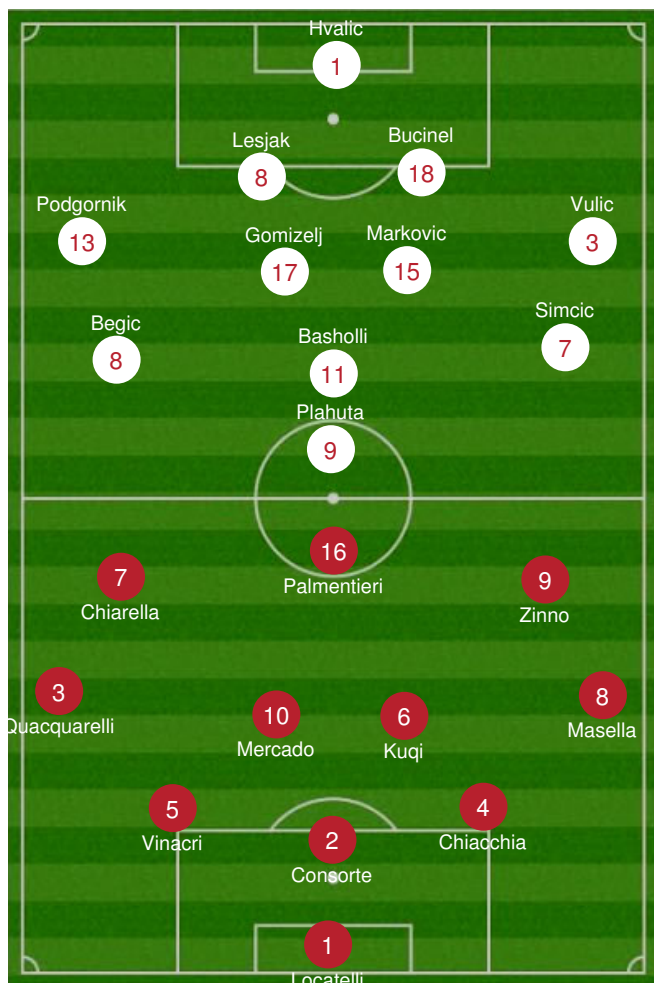 Hvalic
1
Lesjak
8
Bucinel
18
Podgornik
13
Gomizelj
17
Markovic
15
Vulic
3
Begic
8
Basholli
11
Simcic
7
Plahuta
9
16
Palmentieri
7
Chiarella
9
Zinno
3
Quacquarelli
10
Mercado
6
Kuqi
8
Masella
5
Vinacri
4
Chiacchia
2
Consorte
1
Locatelli